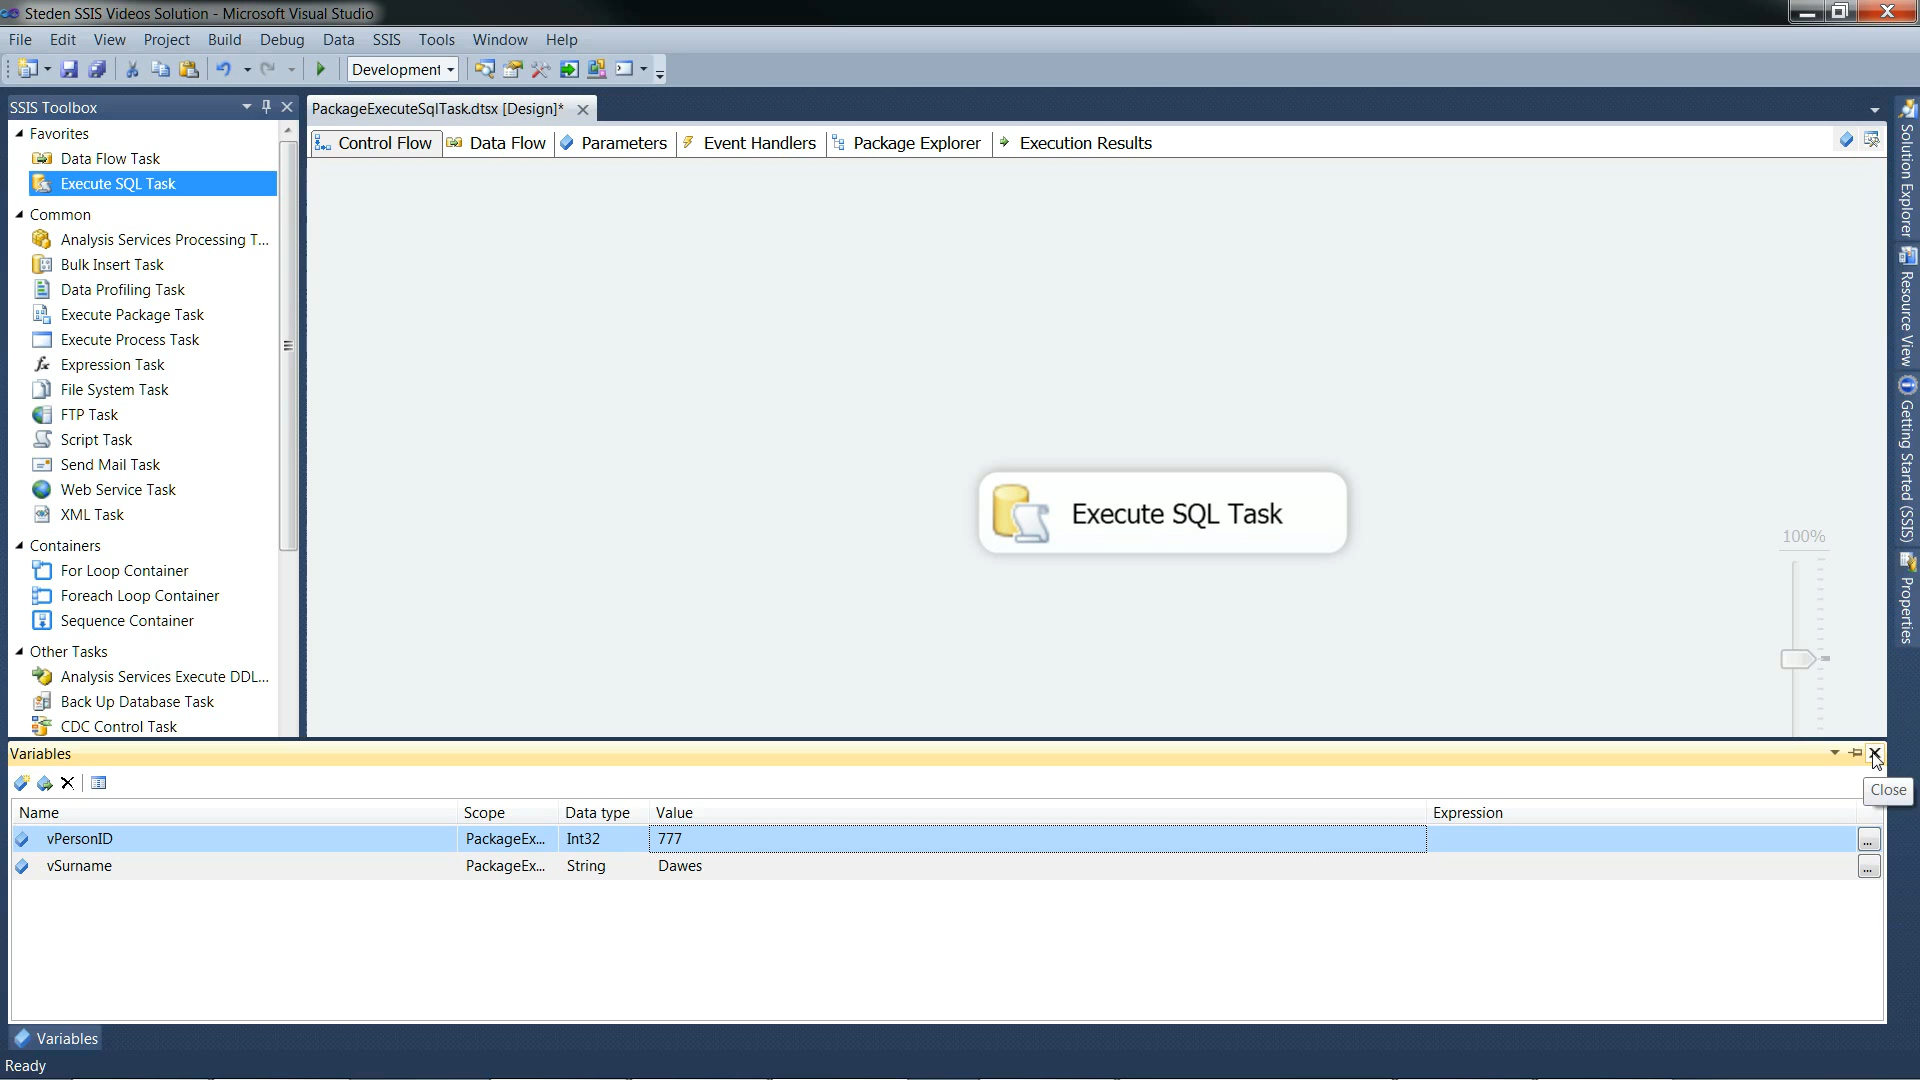 Steden SSIS Videos Solution - Microsoft Visual Studio
File Edit View Project Build Debug Data SSIS Tools Window Help
Development
SSIS Toolbox
PackageExecuteSqlTask.dtsx [Design]*
Control Flow Data Flow Parameters Event Handlers Package Explorer Execution Results
Favorites
Data Flow Task
Execute SQL Task
Common
Analysis Services Processing T...
Bulk Insert Task
Data Profiling Task
Execute Package Task
Execute Process Task
Expression Task
File System Task
FTP Task
Script Task
Send Mail Task
Web Service Task
XML Task
Containers
For Loop Container
Foreach Loop Container
Sequence Container
Other Tasks
Analysis Services Execute DDL...
Back Up Database Task
CDC Control Task
Execute SQL Task
100%
Solution Explorer
Resource View
Getting Started (SSIS)
Properties
Variables
Close
Name Scope Data type Value Expression
vPersonID PackageEx... Int32 777 ...
vSurname PackageEx... String Dawes ...
Variables
Ready